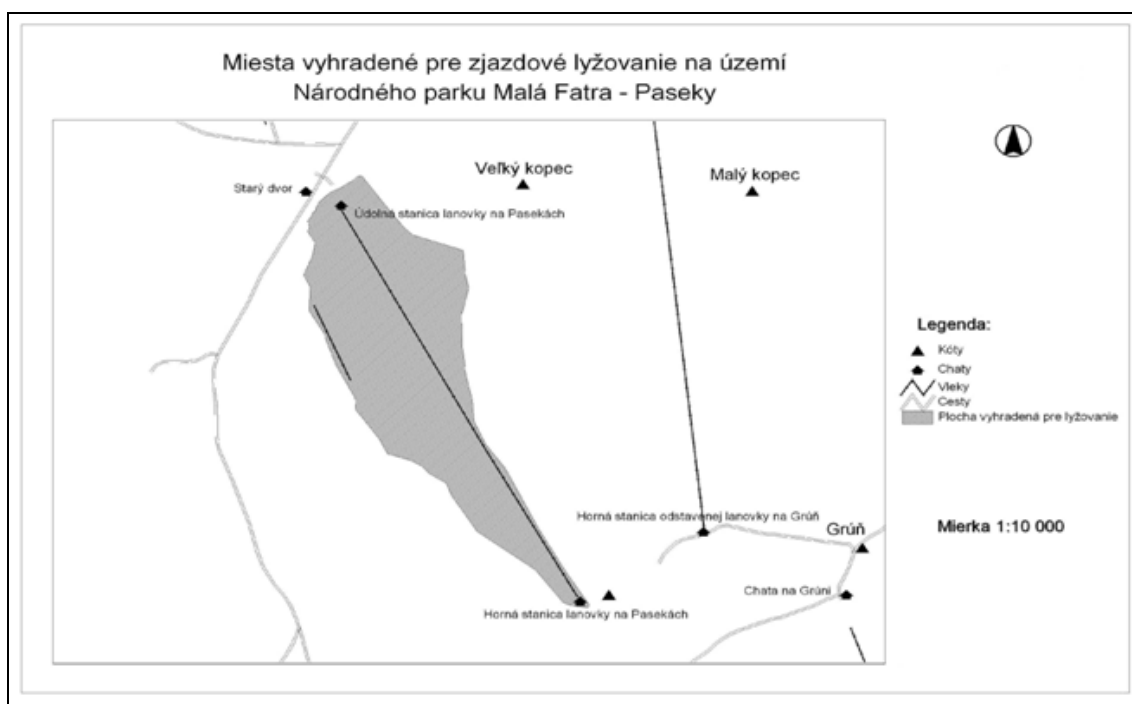 Miesta vyhradené pre zjazdové lyžovanie na území
Národného parku Malá Fatra - Paseky
Veľký kopec
Malý kopec
Starý dvor
Údolná stanica lanovky na Pasekách
Legenda:
Kóty
Chaty
Vleky
Cesty
Plocha vyhradená pre lyžovanie
Horná stanica odstavenej lanovky na Grúň
Grúň
Mierka 1:10 000
Chata na Grúni
Horná stanica lanovky na Pasekách